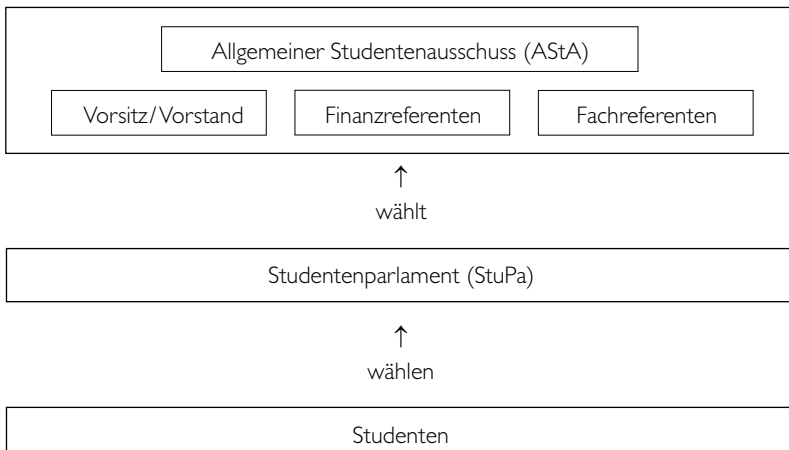 Allgemeiner Studentenausschuss (AStA)
Vorsitz/Vorstand Finanzreferenten Fachreferenten
↑
wählt
Studentenparlament (StuPa)
↑
wählen
Studenten